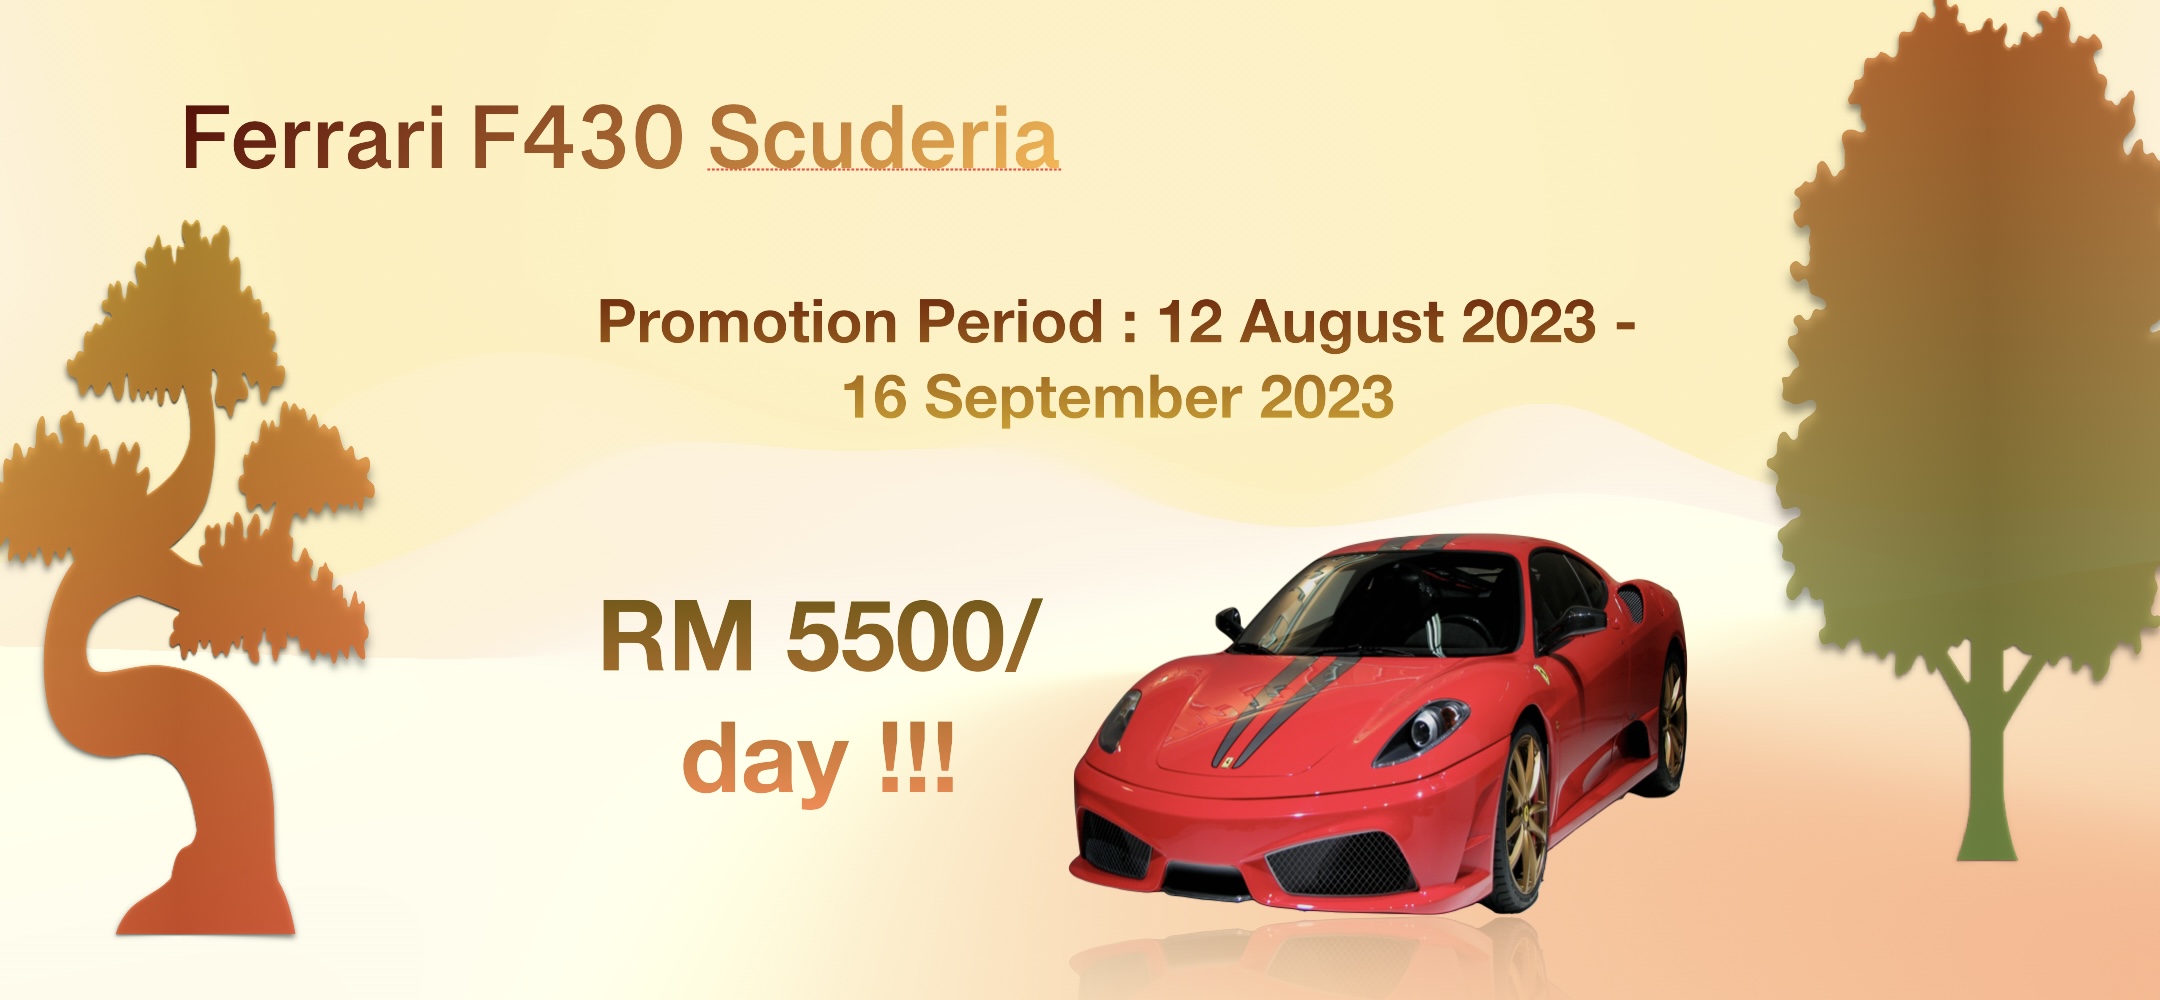 Ferrari F430 Scuderia
Promotion Period : 12 August 2023 -
16 September 2023
RM 5500/
day !!!